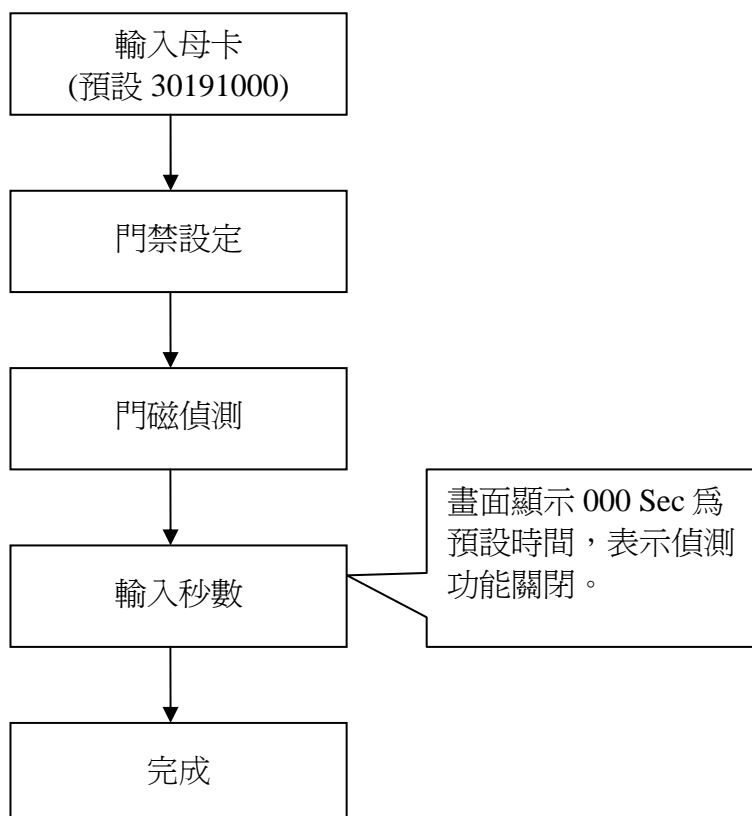 輸入母卡
(預設 30191000)
門禁設定
門磁偵測
輸入秒數
畫面顯示 000 Sec 為
預設時間，表示偵測
功能關閉。
完成